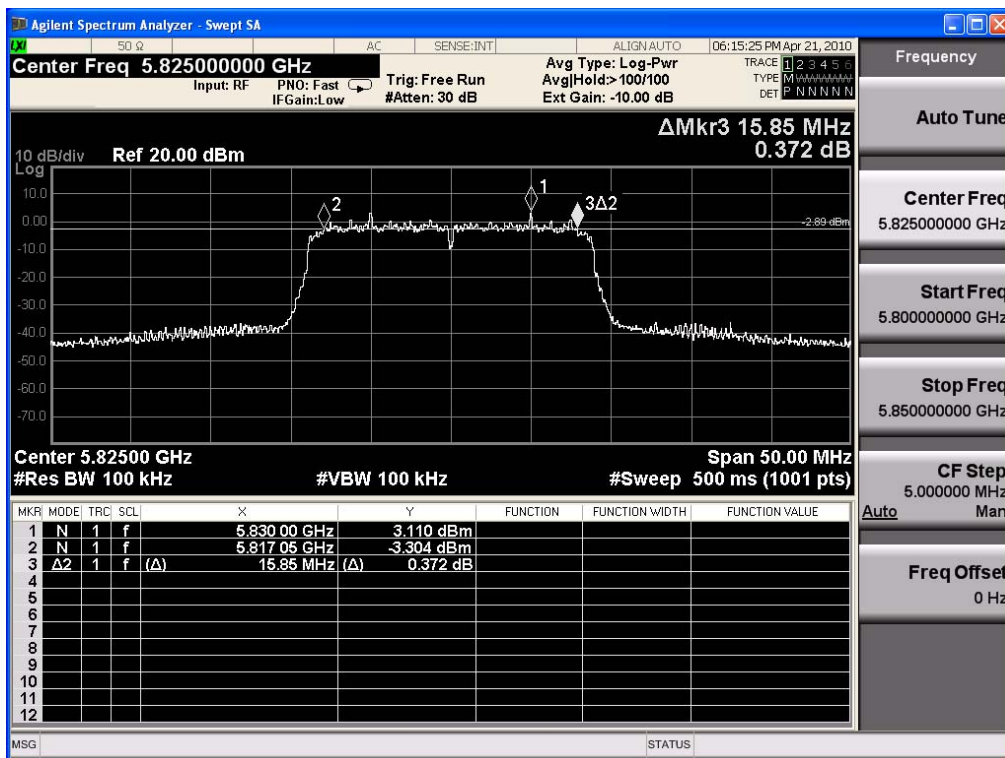 Agilent Spectrum Analyzer - Swept SA
LXI 50 Ω AC SENSE:INT ALIGN AUTO 06:15:25 PM Apr 21, 2010
Center Freq 5.825000000 GHz
Input: RF
PNO: Fast
IFGain:Low
Trig: Free Run
#Atten: 30 dB
Avg Type: Log-Pwr
Avg|Hold:>100/100
Ext Gain: -10.00 dB
TRACE 1 2 3 4 5 6
TYPE M WWWWW
DET P N N N N N
ΔMkr3 15.85 MHz
0.372 dB
10 dB/div Ref 20.00 dBm
Log
10.0
0.00
-10.0
-20.0
-30.0
-40.0
-50.0
-60.0
-70.0
2
1
3Δ2
-2.89 dBm
Center 5.82500 GHz Span 50.00 MHz
#Res BW 100 kHz #VBW 100 kHz #Sweep 500 ms (1001 pts)
MKR MODE TRC SCL X Y FUNCTION FUNCTION WIDTH FUNCTION VALUE
1 N 1 f 5.830 00 GHz 3.110 dBm
2 N 1 f 5.817 05 GHz -3.304 dBm
3 Δ2 1 f (Δ) 15.85 MHz (Δ) 0.372 dB
4
5
6
7
8
9
10
11
12
MSG STATUS
Frequency
Auto Tune
Center Freq
5.825000000 GHz
Start Freq
5.800000000 GHz
Stop Freq
5.850000000 GHz
CF Step
5.000000 MHz
Auto Man
Freq Offset
0 Hz